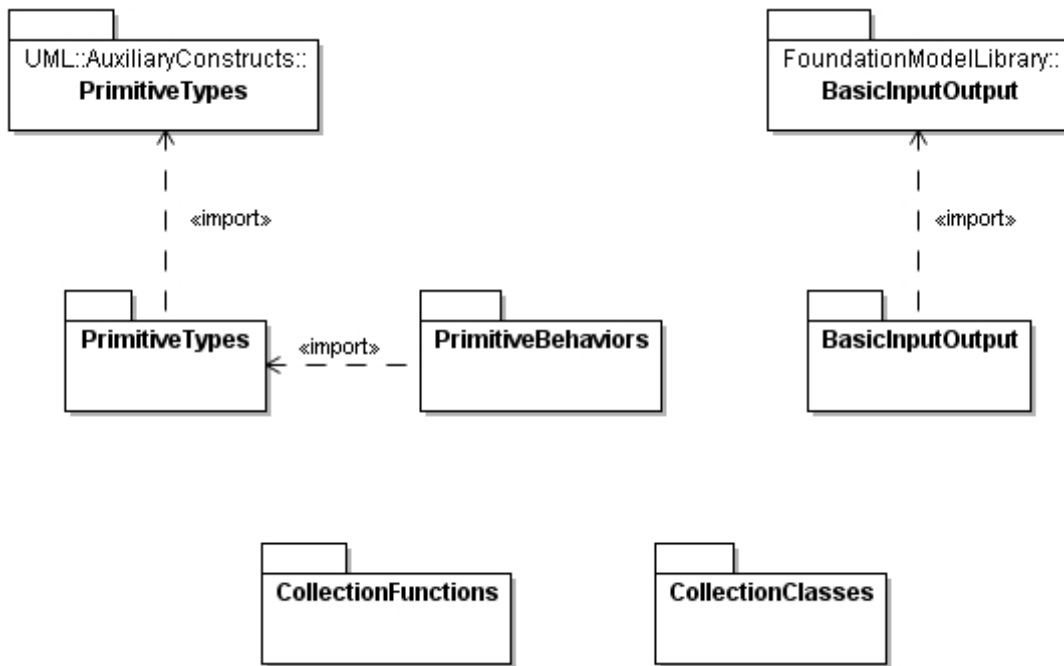 UML::AuxiliaryConstructs::
PrimitiveTypes
FoundationModelLibrary::
BasicInputOutput
«import»
«import»
PrimitiveTypes
«import»
PrimitiveBehaviors
BasicInputOutput
CollectionFunctions
CollectionClasses